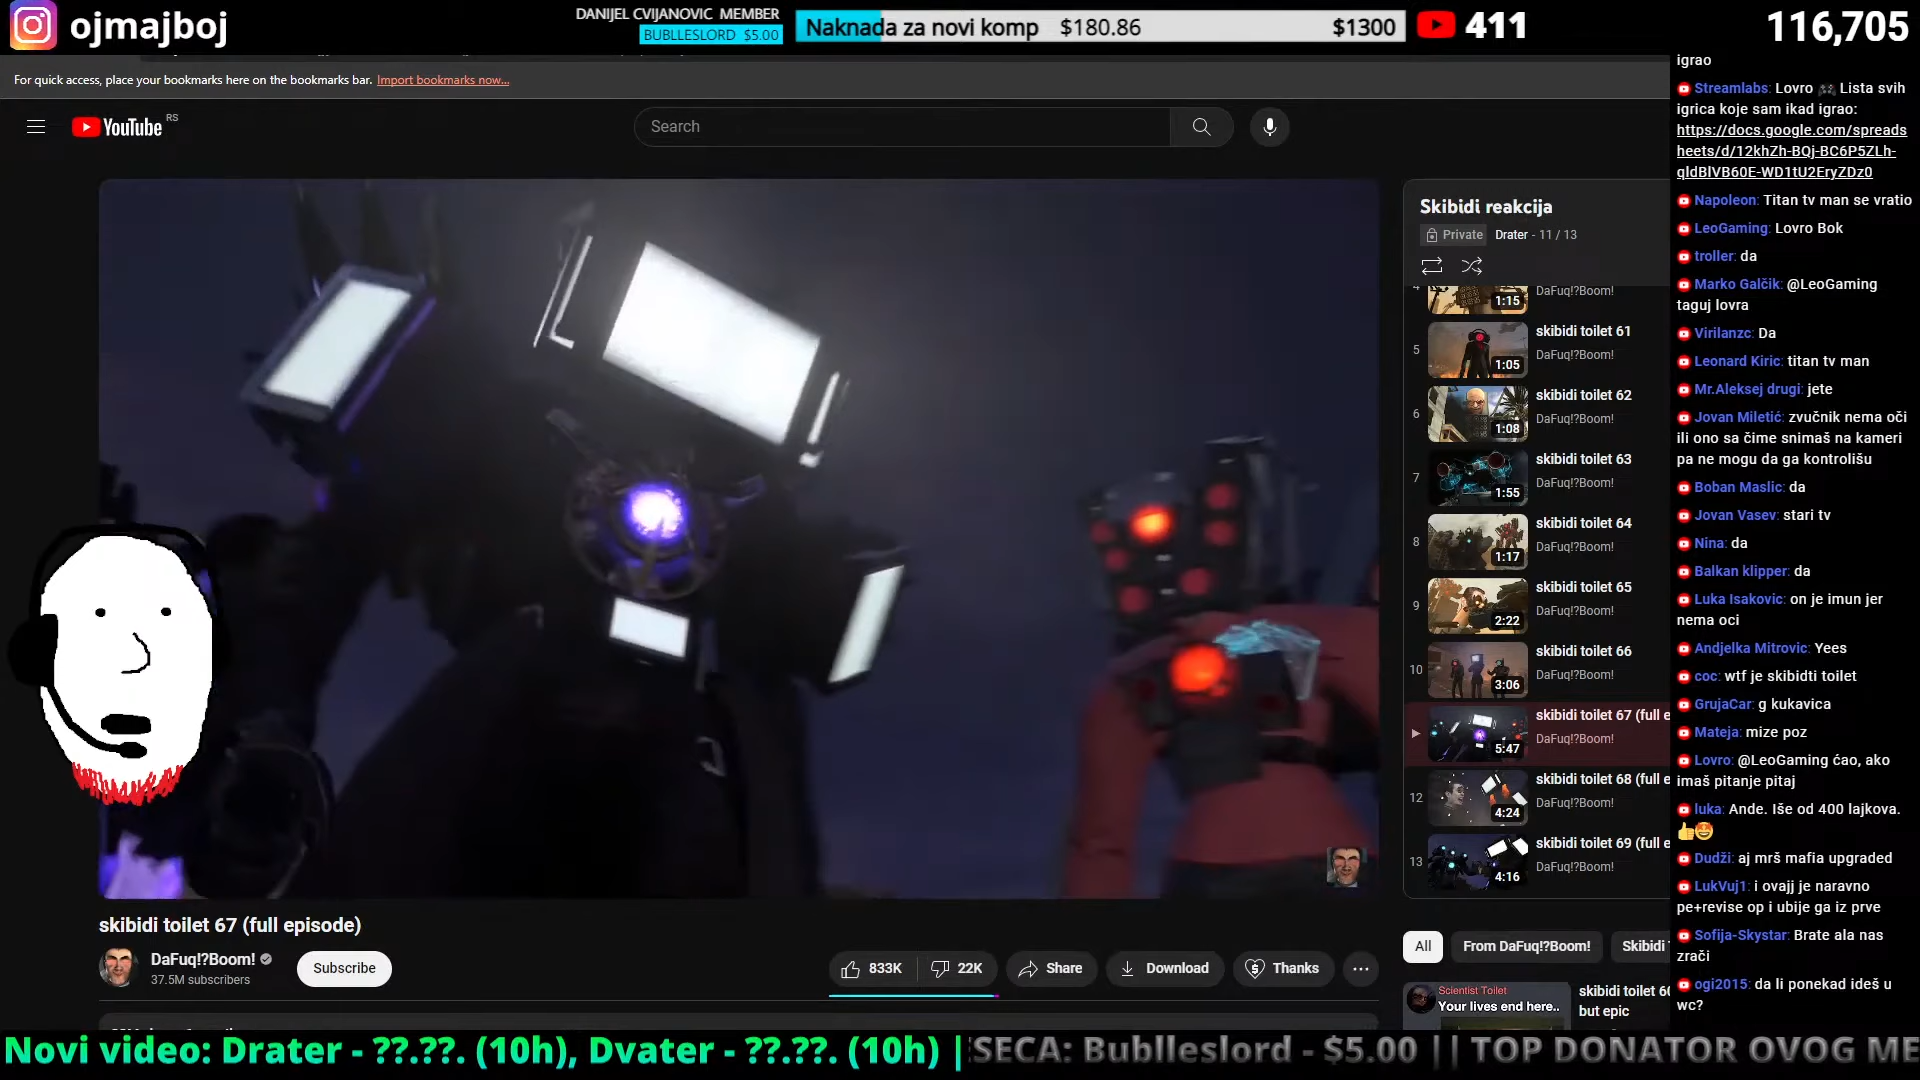 ojmajboj
DANIJEL CVIJANOVIC MEMBER
BUBLLESLORD $5.00
Naknada za novi komp $180.86 $1300
411
116,705
For quick access, place your bookmarks here on the bookmarks bar. Import bookmarks now...
YouTube RS
Search
Skibidi reakcija
Private Drater - 11 / 13
DaFuq!?Boom!
1:15
5
skibidi toilet 61
DaFuq!?Boom!
1:05
6
skibidi toilet 62
DaFuq!?Boom!
1:08
7
skibidi toilet 63
DaFuq!?Boom!
1:55
8
skibidi toilet 64
DaFuq!?Boom!
1:17
9
skibidi toilet 65
DaFuq!?Boom!
2:22
10
skibidi toilet 66
DaFuq!?Boom!
3:06
skibidi toilet 67 (full e
DaFuq!?Boom!
5:47
12
skibidi toilet 68 (full e
DaFuq!?Boom!
4:24
13
skibidi toilet 69 (full e
DaFuq!?Boom!
4:16
skibidi toilet 67 (full episode)
DaFuq!?Boom!
37.5M subscribers
Subscribe
833K 22K Share Download Thanks
All From DaFuq!?Boom! Skibidi
Scientist Toilet
Your lives end here..
skibidi toilet 60
but epic
igrao
Streamlabs: Lovro 🎮 Lista svih
igrica koje sam ikad igrao:
https://docs.google.com/spreads
heets/d/12khZh-BQj-BC6P5ZLh-
qldBlVB60E-WD1tU2EryZDz0
Napoleon: Titan tv man se vratio
LeoGaming: Lovro Bok
troller: da
Marko Galčik: @LeoGaming
taguj lovra
Virilanzc: Da
Leonard Kiric: titan tv man
Mr.Aleksej drugi: jete
Jovan Miletić: zvučnik nema oči
ili ono sa čime snimaš na kameri
pa ne mogu da ga kontrolišu
Boban Maslic: da
Jovan Vasev: stari tv
Nina: da
Balkan klipper: da
Luka Isakovic: on je imun jer
nema oci
Andjelka Mitrovic: Yees
coc: wtf je skibidti toilet
GrujaCar: g kukavica
Mateja: mize poz
Lovro: @LeoGaming ćao, ako
imaš pitanje pitaj
luka: Ande. Iše od 400 lajkova.
👍🤩
Dudži: aj mrš mafia upgraded
LukVuj1: i ovajj je naravno
pe+revise op i ubije ga iz prve
Sofija-Skystar: Brate ala nas
zrači
ogi2015: da li ponekad ideš u
wc?
Novi video: Drater - ??.??. (10h), Dvater - ??.??. (10h) |
SECA: Bublleslord - $5.00 || TOP DONATOR OVOG ME